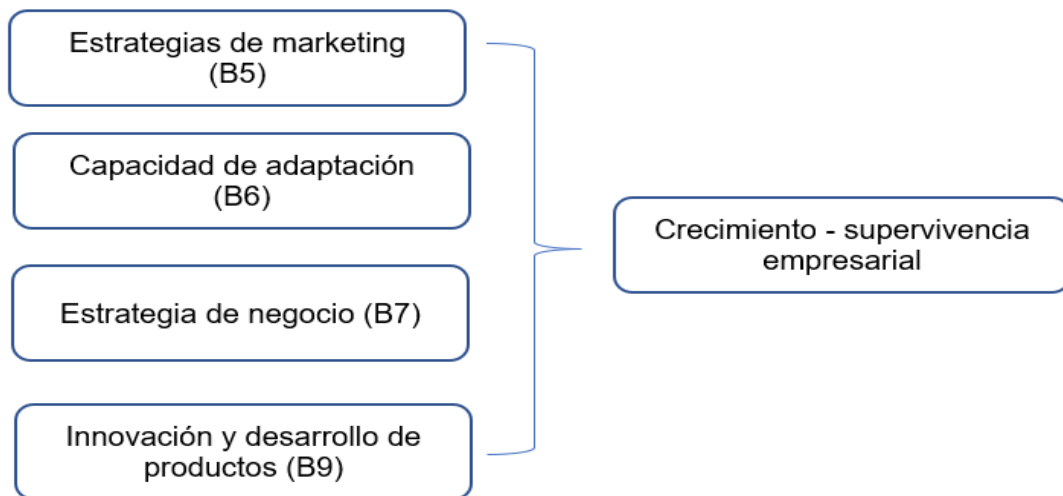 Estrategias de marketing
(B5)
Capacidad de adaptación
(B6)
Estrategia de negocio (B7)
Innovación y desarrollo de
productos (B9)
Crecimiento - supervivencia
empresarial